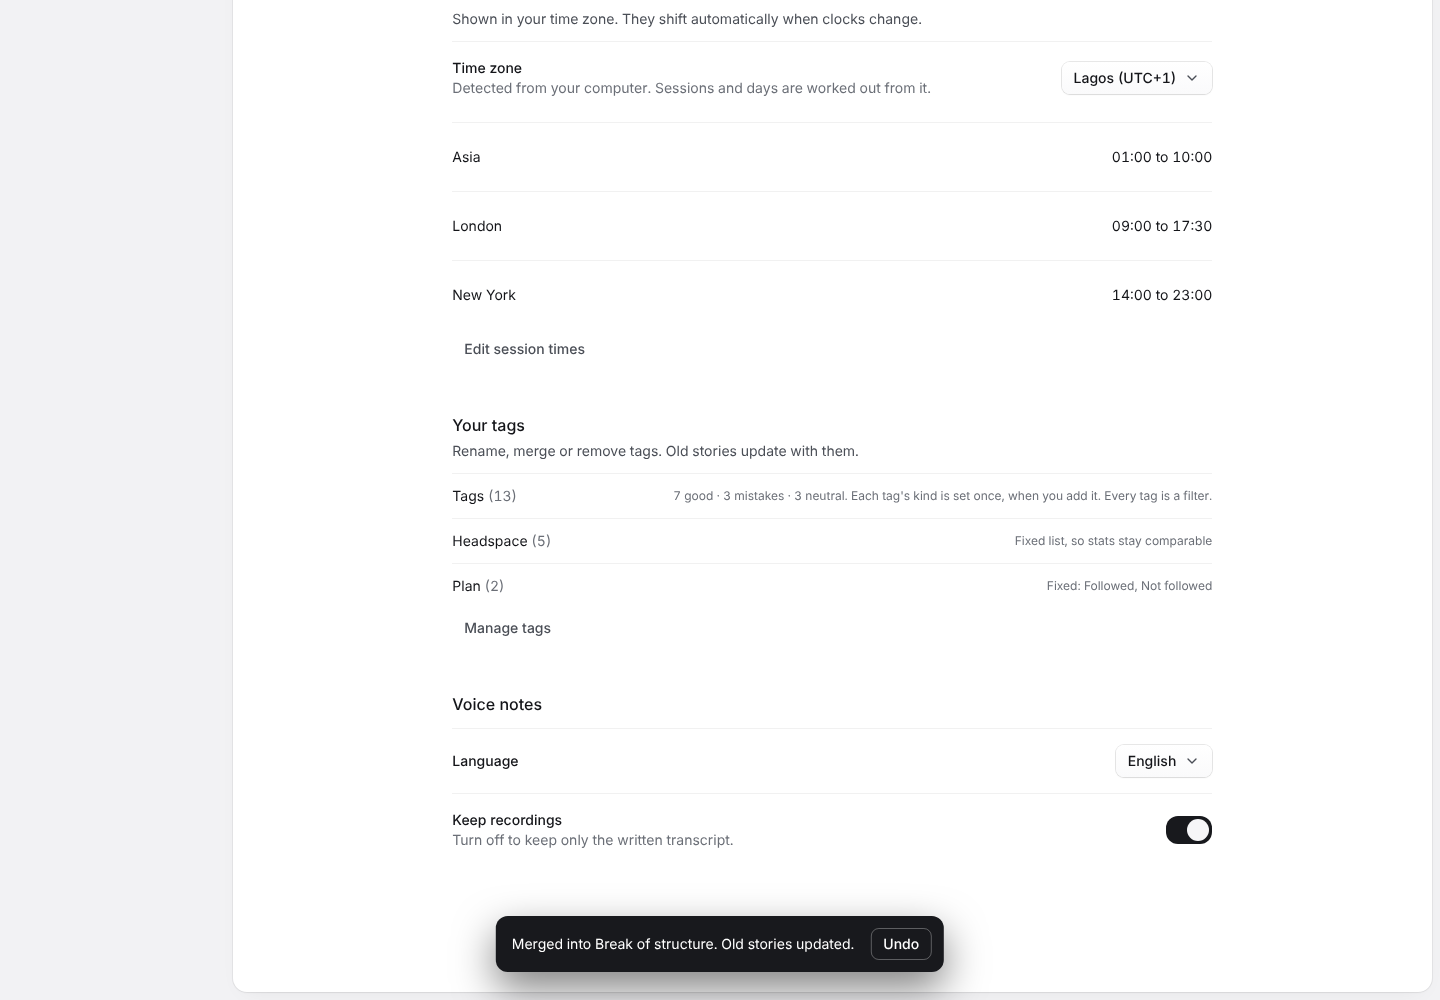 Shown in your time zone. They shift automatically when clocks change.
Time zone
Detected from your computer. Sessions and days are worked out from it.
Lagos (UTC+1)
Asia
01:00 to 10:00
London
09:00 to 17:30
New York
14:00 to 23:00
Edit session times
Your tags
Rename, merge or remove tags. Old stories update with them.
Tags (13)
7 good · 3 mistakes · 3 neutral. Each tag's kind is set once, when you add it. Every tag is a filter.
Headspace (5)
Fixed list, so stats stay comparable
Plan (2)
Fixed: Followed, Not followed
Manage tags
Voice notes
Language
English
Keep recordings
Turn off to keep only the written transcript.
Merged into Break of structure. Old stories updated.
Undo